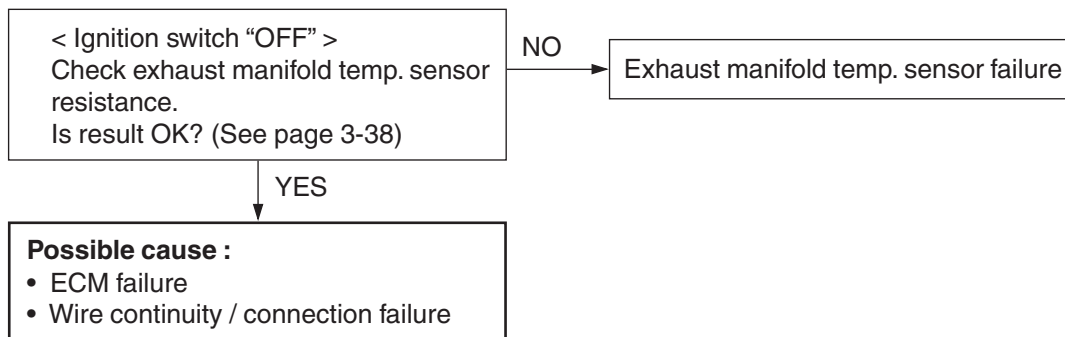 < Ignition switch “OFF” >
Check exhaust manifold temp. sensor
resistance.
Is result OK? (See page 3-38)
NO
Exhaust manifold temp. sensor failure
YES
Possible cause :
• ECM failure
• Wire continuity / connection failure